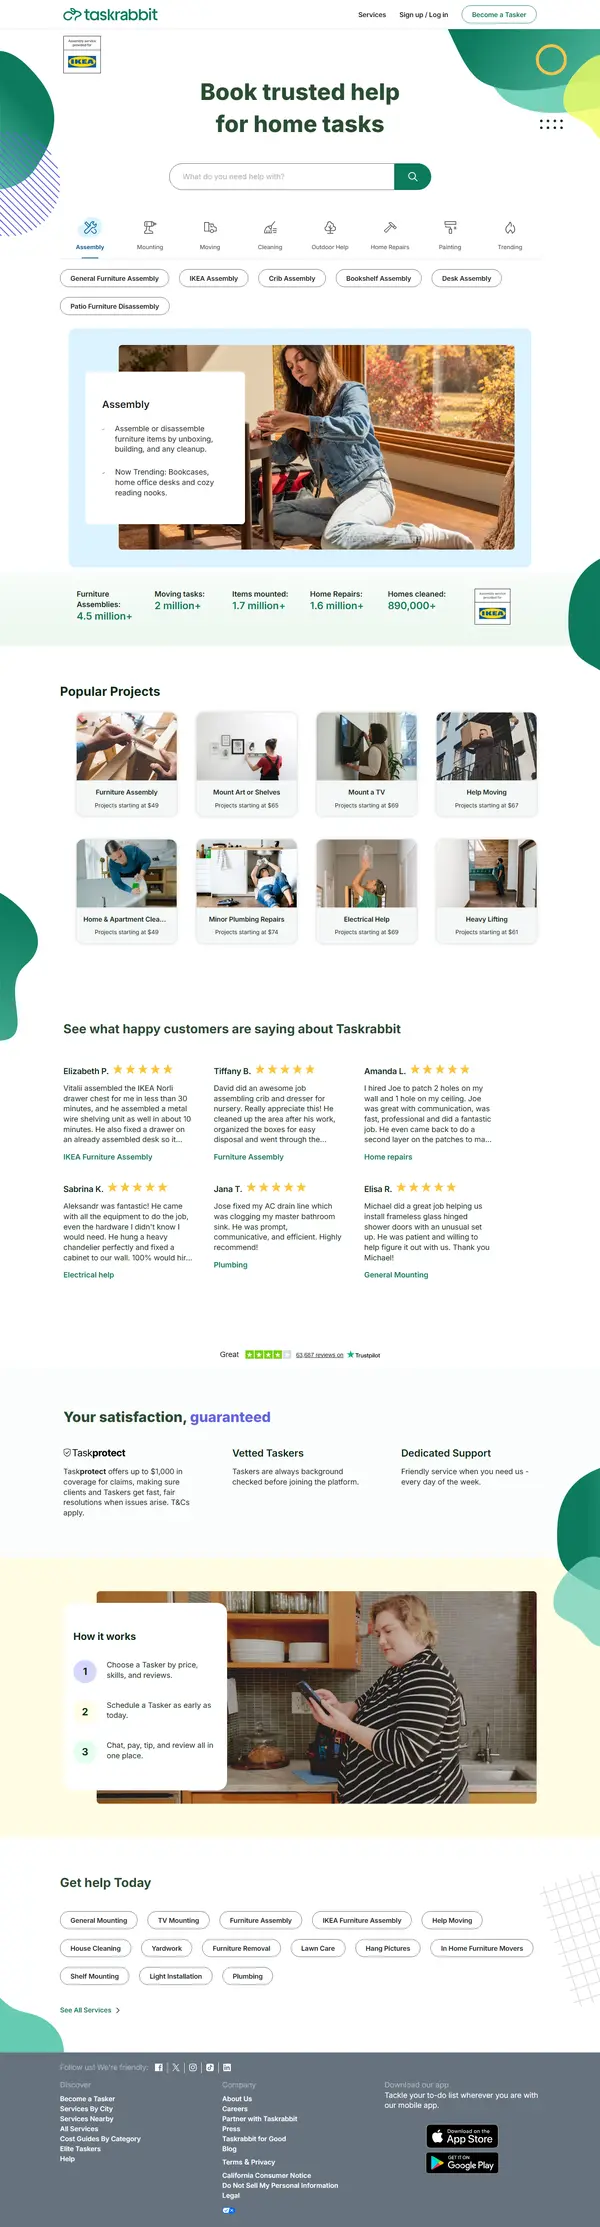 taskrabbit
Services
Sign up / Log in
Become a Tasker
Assembly service
provided for
IKEA
Book trusted help
for home tasks
What do you need help with?
Assembly
Mounting
Moving
Cleaning
Outdoor Help
Home Repairs
Painting
Trending
General Furniture Assembly
IKEA Assembly
Crib Assembly
Bookshelf Assembly
Desk Assembly
Patio Furniture Disassembly
Assembly
- Assemble or disassemble
furniture items by unboxing,
building, and any cleanup.
- Now Trending: Bookcases,
home office desks and cozy
reading nooks.
Furniture
Assemblies:
4.5 million+
Moving tasks:
2 million+
Items mounted:
1.7 million+
Home Repairs:
1.6 million+
Homes cleaned:
890,000+
Assembly service
provided for
IKEA
Popular Projects
Furniture Assembly
Projects starting at $49
Mount Art or Shelves
Projects starting at $65
Mount a TV
Projects starting at $69
Help Moving
Projects starting at $67
Home & Apartment Clea...
Projects starting at $49
Minor Plumbing Repairs
Projects starting at $74
Electrical Help
Projects starting at $69
Heavy Lifting
Projects starting at $61
See what happy customers are saying about Taskrabbit
Elizabeth P.
Vitalii assembled the IKEA Norli
drawer chest for me in less than 30
minutes, and he assembled a metal
wire shelving unit as well in about 10
minutes. He also fixed a drawer on
an already assembled desk so it...
IKEA Furniture Assembly
Tiffany B.
David did an awesome job
assembling crib and dresser for
nursery. Really appreciate this! He
cleaned up the area after his work,
organized the boxes for easy
disposal and went through the...
Furniture Assembly
Amanda L.
I hired Joe to patch 2 holes on my
wall and 1 hole on my ceiling. Joe
was great with communication, was
fast, professional and did a fantastic
job. He even came back to do a
second layer on the patches to ma...
Home repairs
Sabrina K.
Aleksandr was fantastic! He came
with all the equipment to do the job,
even the hardware I didn't know I
would need. He hung a heavy
chandelier perfectly and fixed a
cabinet to our wall. 100% would hir...
Electrical help
Jana T.
Jose fixed my AC drain line which
was clogging my master bathroom
sink. He was prompt,
communicative, and efficient. Highly
recommend!
Plumbing
Elisa R.
Michael did a great job helping us
install frameless glass hinged
shower doors with an unusual set
up. He was patient and willing to
help figure it out with us. Thank you
Michael!
General Mounting
Great
63,687 reviews on
Trustpilot
Your satisfaction, guaranteed
Taskprotect
Taskprotect offers up to $1,000 in
coverage for claims, making sure
clients and Taskers get fast, fair
resolutions when issues arise. T&Cs
apply.
Vetted Taskers
Taskers are always background
checked before joining the platform.
Dedicated Support
Friendly service when you need us -
every day of the week.
How it works
1 Choose a Tasker by price,
skills, and reviews.
2 Schedule a Tasker as early as
today.
3 Chat, pay, tip, and review all in
one place.
Get help Today
General Mounting
TV Mounting
Furniture Assembly
IKEA Furniture Assembly
Help Moving
House Cleaning
Yardwork
Furniture Removal
Lawn Care
Hang Pictures
In Home Furniture Movers
Shelf Mounting
Light Installation
Plumbing
See All Services
Follow us! We're friendly:
Discover
Become a Tasker
Services By City
Services Nearby
All Services
Cost Guides By Category
Elite Taskers
Help
Company
About Us
Careers
Partner with Taskrabbit
Press
Taskrabbit for Good
Blog
Terms & Privacy
California Consumer Notice
Do Not Sell My Personal Information
Legal
Download our app
Tackle your to-do list wherever you are with
our mobile app.
Download on the
App Store
GET IT ON
Google Play